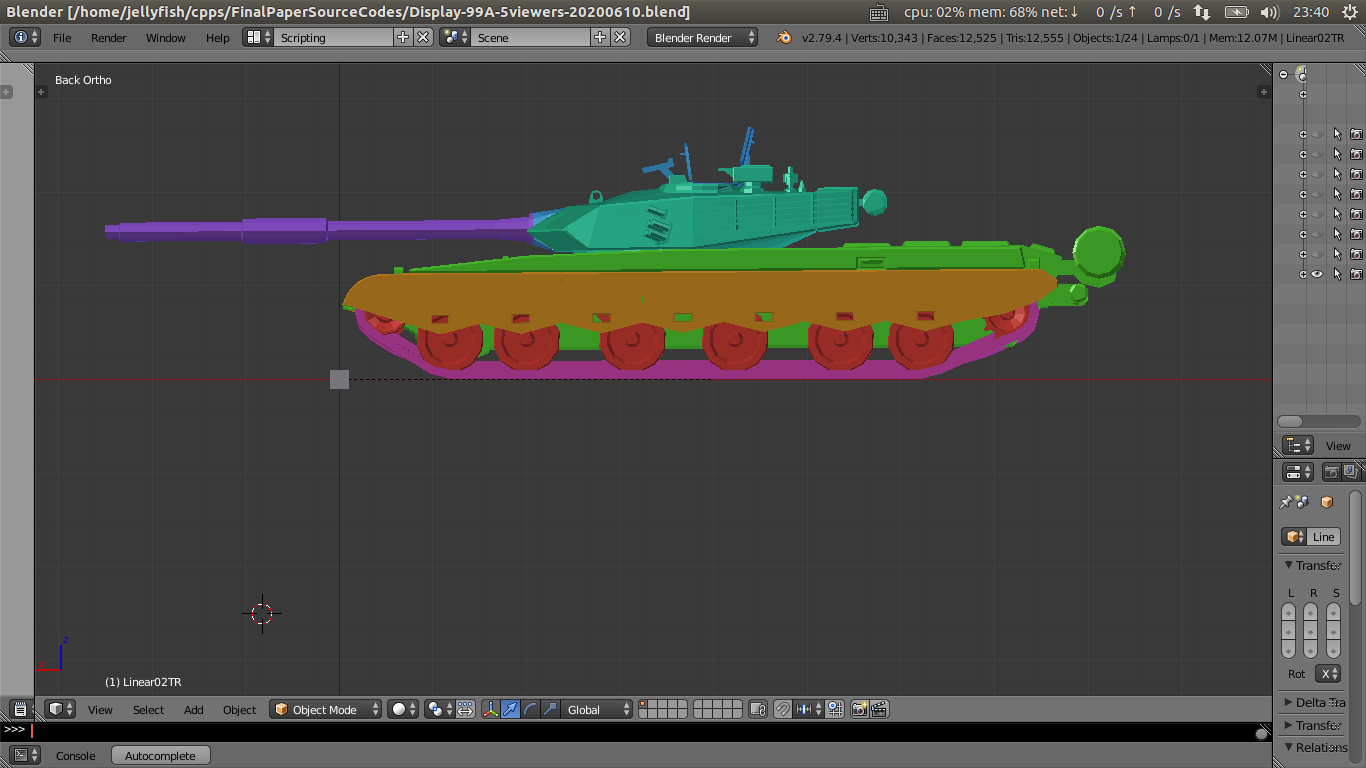 Blender [/home/jellyfish/cpps/FinalPaperSourceCodes/Display-99A-5viewers-20200610.blend] cpu: 02% mem: 68% net:↓ 0 /s ↑ 0 /s 23:40
File Render Window Help Scripting Scene Blender Render v2.79.4 | Verts:10,343 | Faces:12,525 | Tris:12,555 | Objects:1/24 | Lamps:0/1 | Mem:12.07M | Linear02TR
Back Ortho
View
Line
Transfor
L R S
z
(1) Linear02TR
Rot X
View Select Add Object Object Mode Global
Delta Tra
Transfor
>>>
Relations
Console Autocomplete